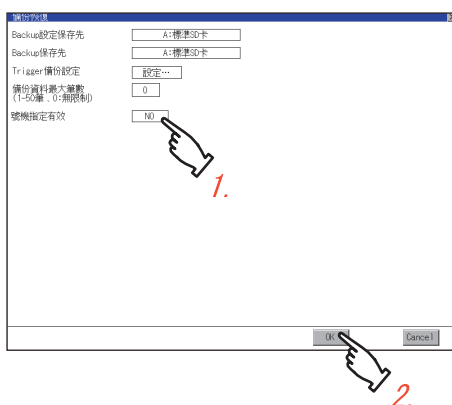 備份/恢復
Backup設定保存先 A:標準SD卡
Backup保存先 A:標準SD卡
Trigger備份設定 設定…
備份資料最大筆數 0
(1-50筆﹑0:無限制)
號機指定有效 NO
1.
OK Cancel
2.